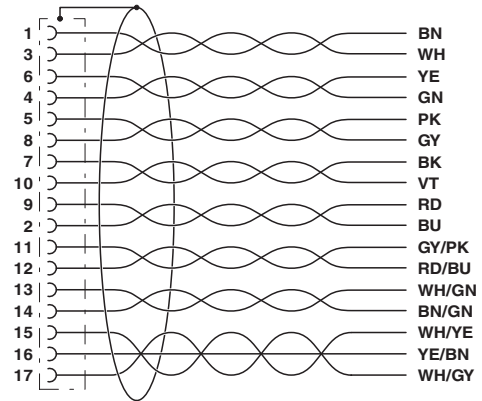 1 BN
3 WH
6 YE
4 GN
5 PK
8 GY
7 BK
10 VT
9 RD
2 BU
11 GY/PK
12 RD/BU
13 WH/GN
14 BN/GN
15 WH/YE
16 YE/BN
17 WH/GY